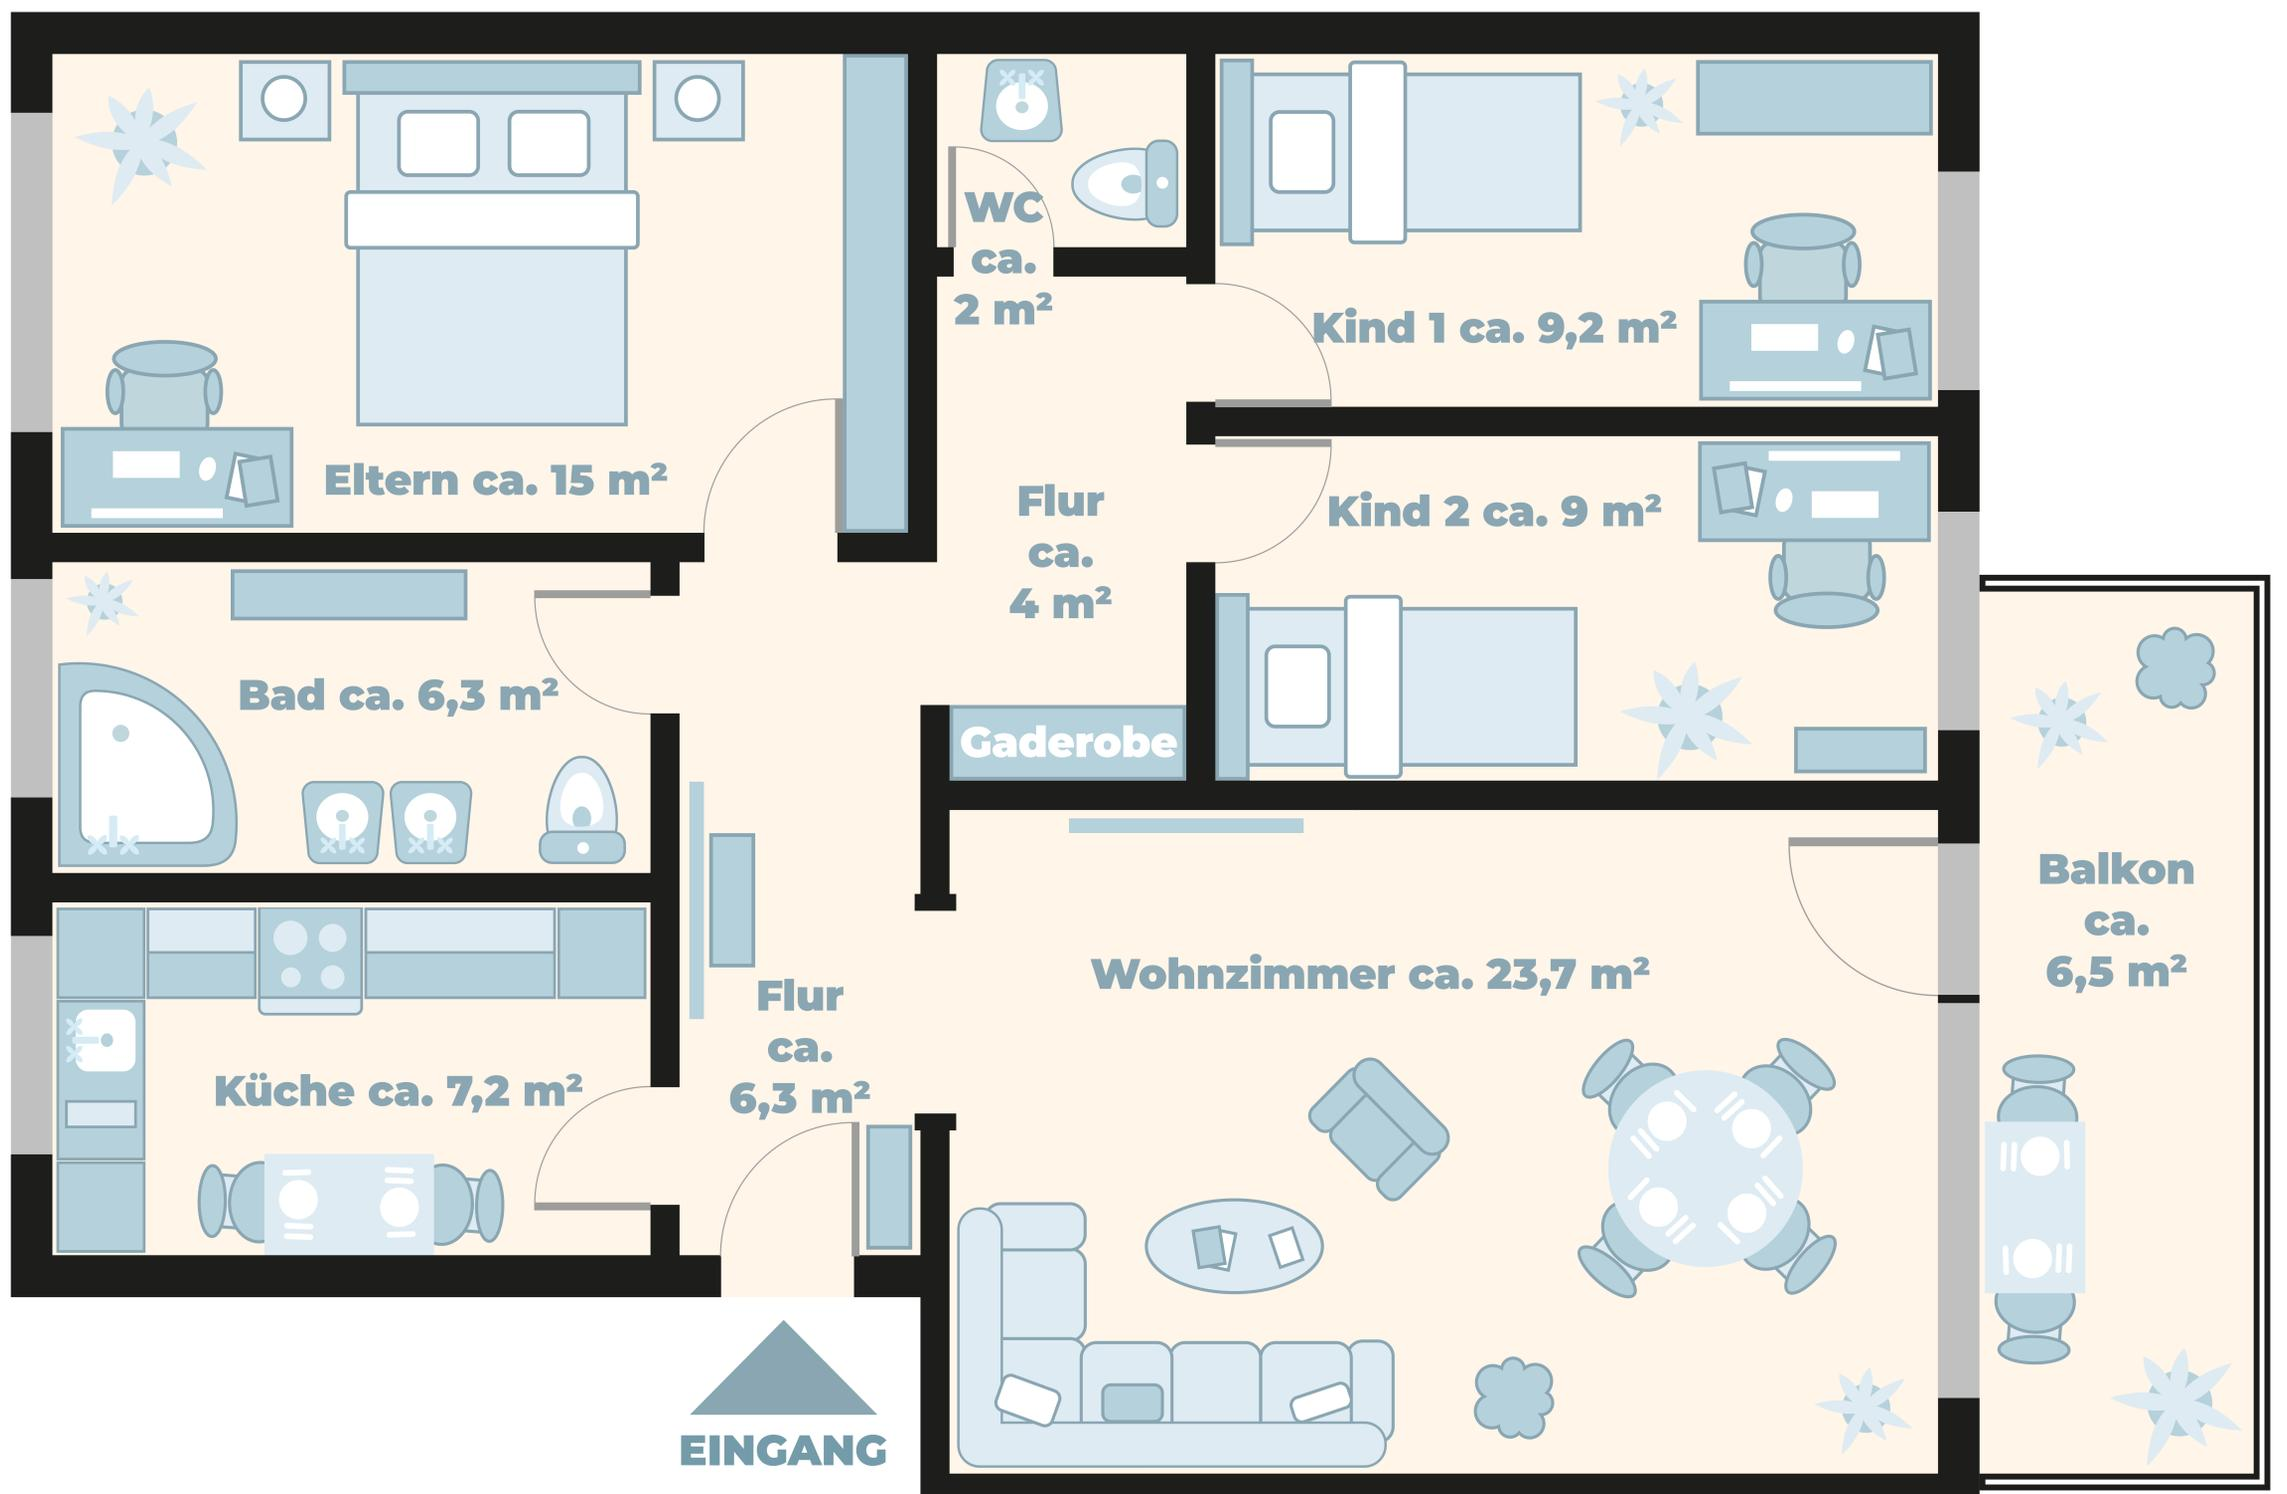 WC
ca.
2 m²
Kind 1 ca. 9,2 m²
Eltern ca. 15 m²
Flur
ca.
4 m²
Kind 2 ca. 9 m²
Bad ca. 6,3 m²
Gaderobe
Balkon
ca.
6,5 m²
Wohnzimmer ca. 23,7 m²
Flur
ca.
6,3 m²
Küche ca. 7,2 m²
EINGANG